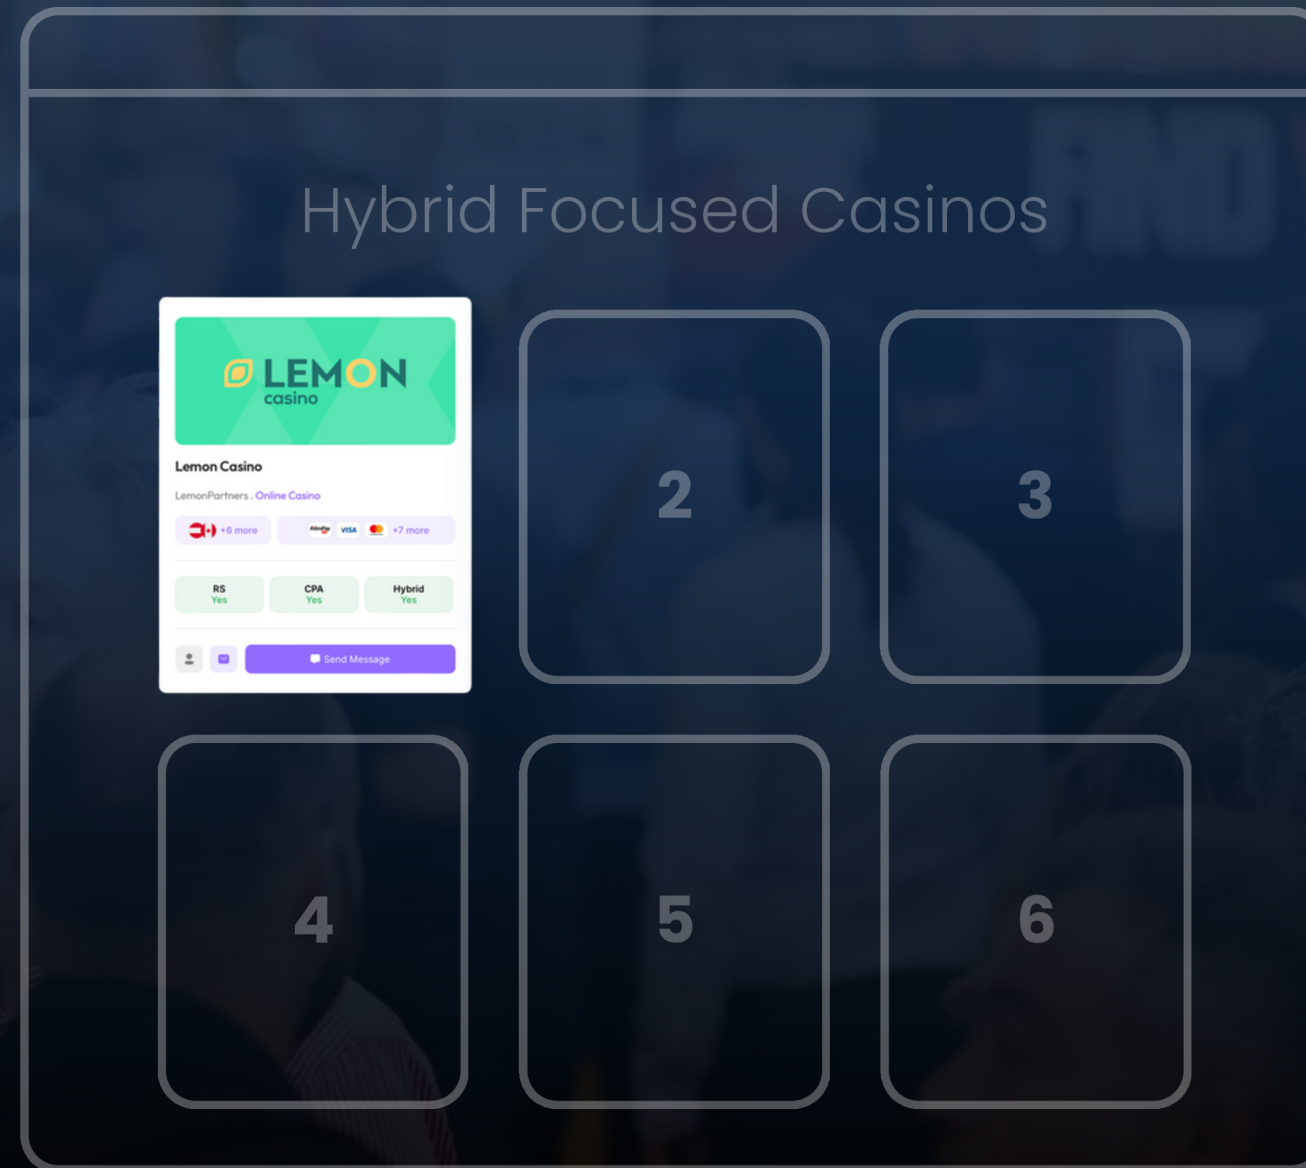 FIND
Hybrid Focused Casinos
LEMON
casino
Lemon Casino
LemonPartners . Online Casino
+6 more
VISA
+7 more
RS
Yes
CPA
Yes
Hybrid
Yes
Send Message
2
3
4
5
6